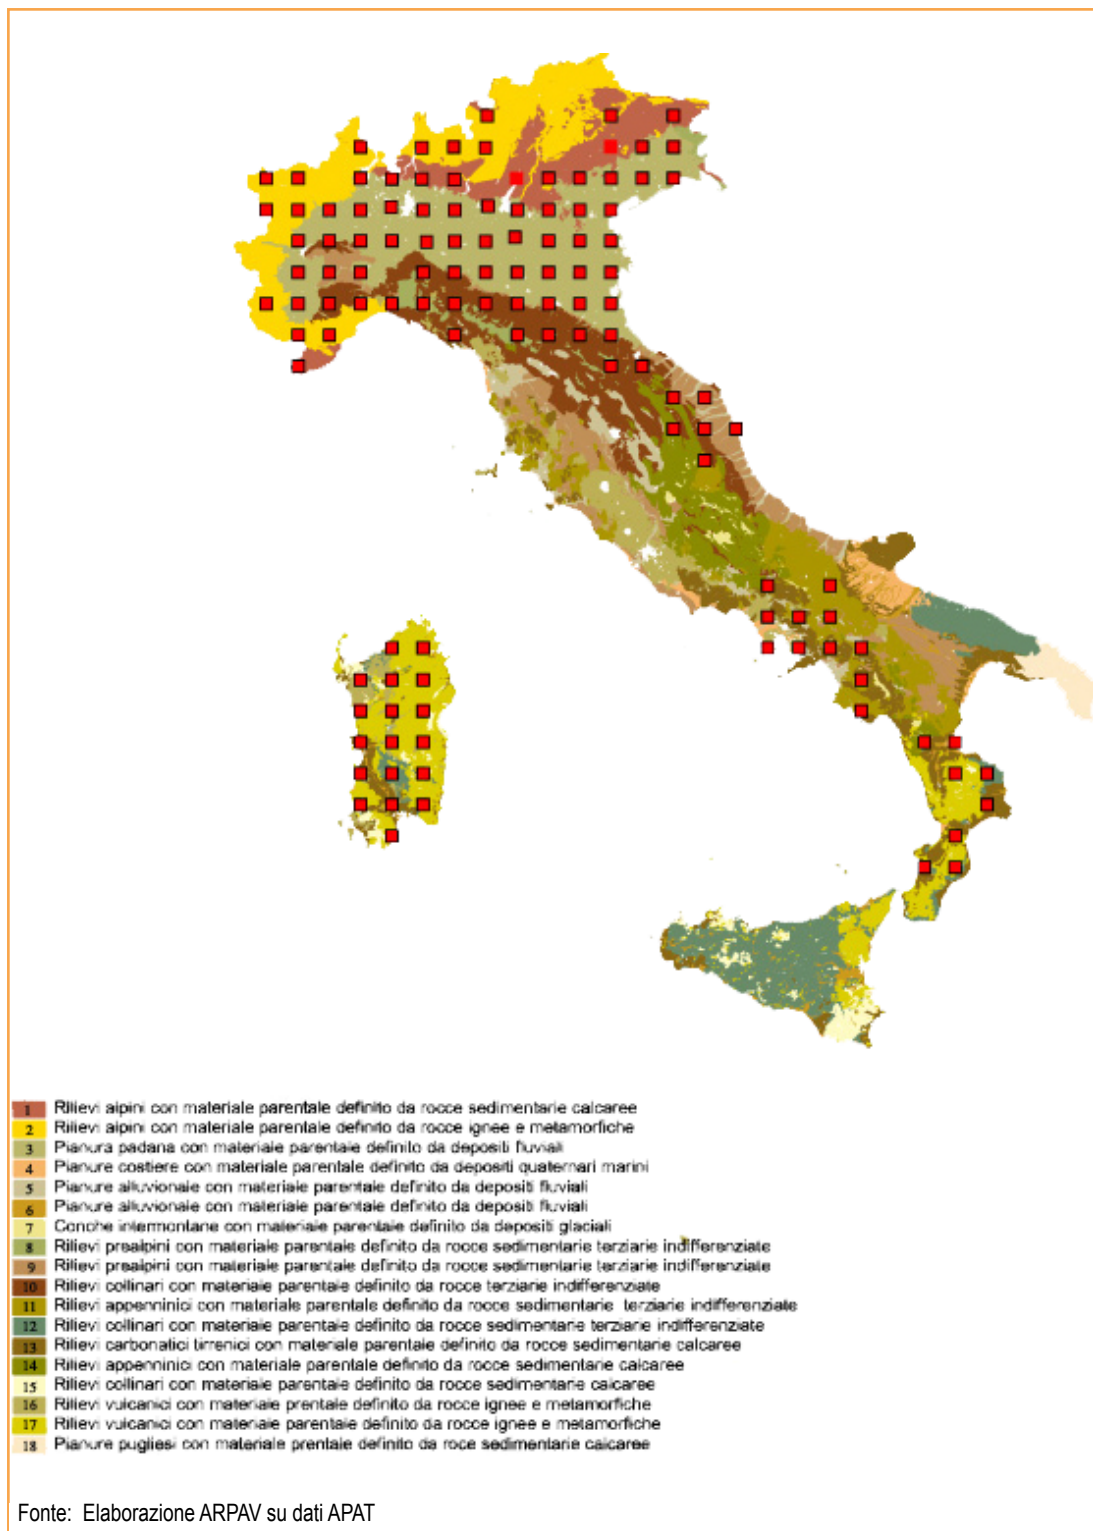 1 Rilievi alpini con materiale parentale definito da rocce sedimentarie calcaree
2 Rilievi alpini con materiale parentale definito da rocce ignee e metamorfiche
3 Pianura padana con materiale parentale definito da depositi fluviali
4 Pianure costiere con materiale parentale definito da depositi quaternari marini
5 Pianure alluvionale con materiale parentale definito da depositi fluviali
6 Pianure alluvionale con materiale parentale definito da depositi fluviali
7 Conche intermontane con materiale parentale definito da depositi glaciali
8 Rilievi prealpini con materiale parentale definito da rocce sedimentarie terziarie indifferenziate
9 Rilievi prealpini con materiale parentale definito da rocce sedimentarie terziarie indifferenziate
10 Rilievi collinari con materiale parentale definito da rocce terziarie indifferenziate
11 Rilievi appenninici con materiale parentale definito da rocce sedimentarie terziarie indifferenziate
12 Rilievi collinari con materiale parentale definito da rocce sedimentarie terziarie indifferenziate
13 Rilievi carbonatici tirrenici con materiale parentale definito da rocce sedimentarie calcaree
14 Rilievi appenninici con materiale parentale definito da rocce sedimentarie calcaree
15 Rilievi collinari con materiale parentale definito da rocce sedimentarie calcaree
16 Rilievi vulcanici con materiale prentale definito da rocce ignee e metamorfiche
17 Rilievi vulcanici con materiale parentale definito da rocce ignee e metamorfiche
18 Pianure pugliesi con materiale prentale definito da roce sedimentarie calcaree
Fonte: Elaborazione ARPAV su dati APAT